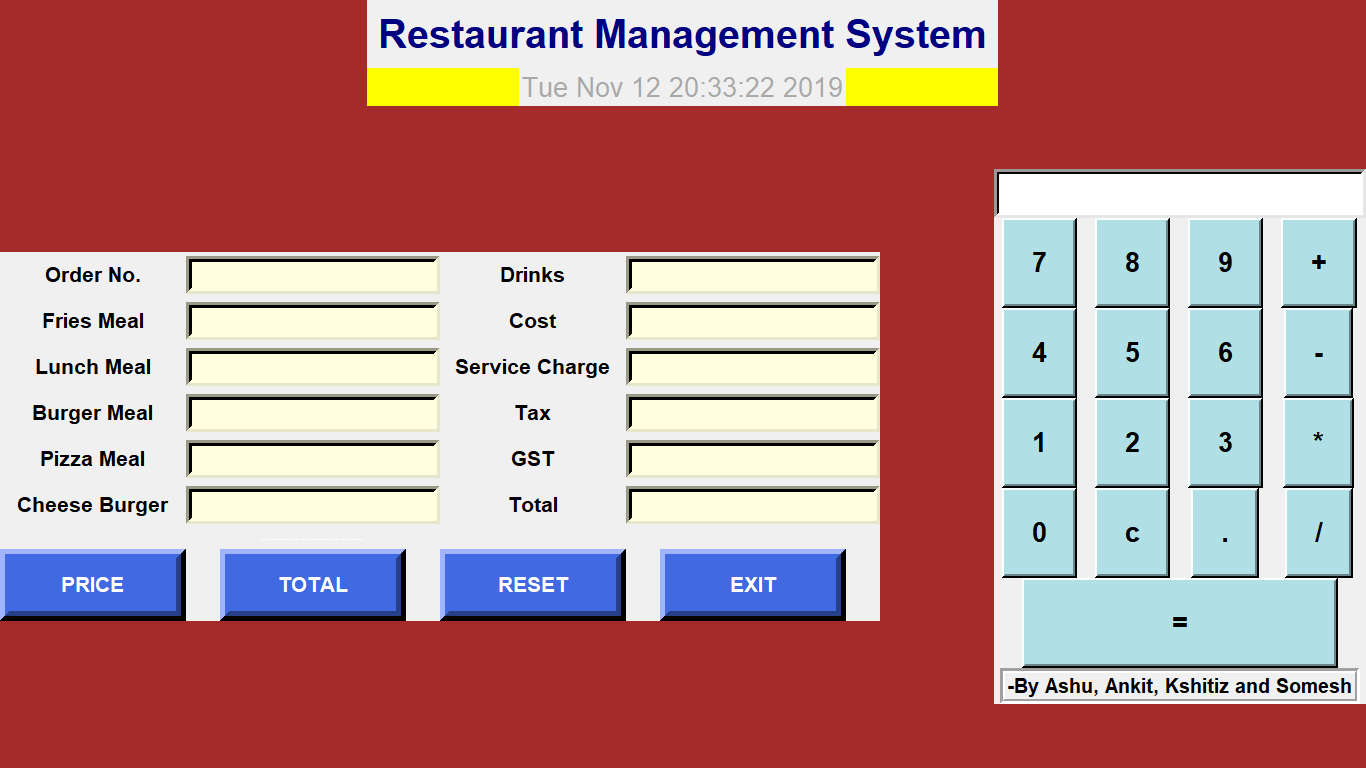 Restaurant Management System
Tue Nov 12 20:33:22 2019
Order No.
Drinks
Fries Meal
Cost
Lunch Meal
Service Charge
Burger Meal
Tax
Pizza Meal
GST
Cheese Burger
Total
PRICE
TOTAL
RESET
EXIT
7 8 9 +
4 5 6 -
1 2 3 *
0 c . /
=
-By Ashu, Ankit, Kshitiz and Somesh